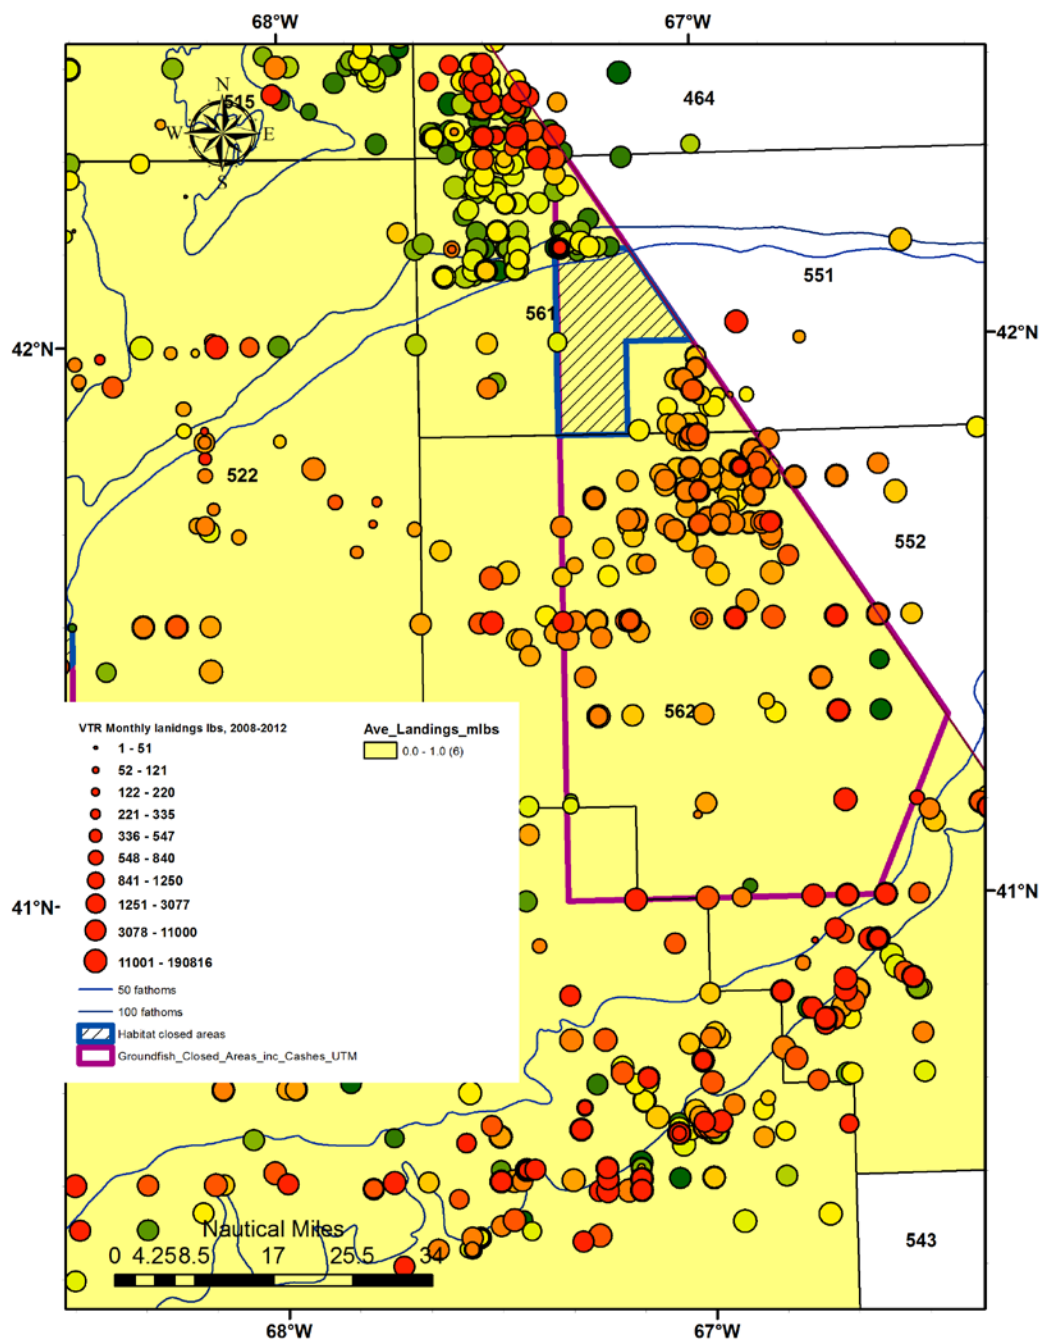 68°W
67°W
N
W
E
S
515
464
551
561
42°N
42°N
522
552
562
VTR Monthly lanidngs lbs, 2008-2012
1 - 51
52 - 121
122 - 220
221 - 335
336 - 547
548 - 840
841 - 1250
1251 - 3077
3078 - 11000
11001 - 190816
50 fathoms
100 fathoms
Habitat closed areas
Groundfish_Closed_Areas_inc_Cashes_UTM
Ave_Landings_mlbs
0.0 - 1.0 (6)
41°N
41°N
543
Nautical Miles
0 4.25 8.5 17 25.5 34
68°W
67°W